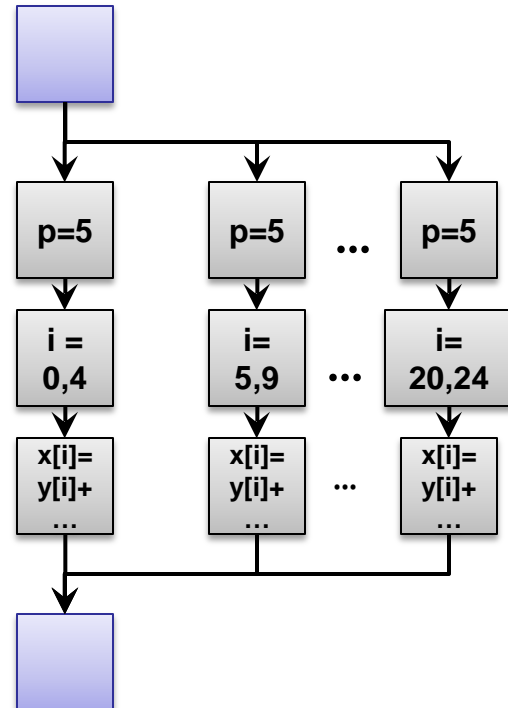 p=5
p=5
...
p=5
i =
0,4
i=
5,9
...
i=
20,24
x[i]=
y[i]+
...
x[i]=
y[i]+
...
...
x[i]=
y[i]+
...